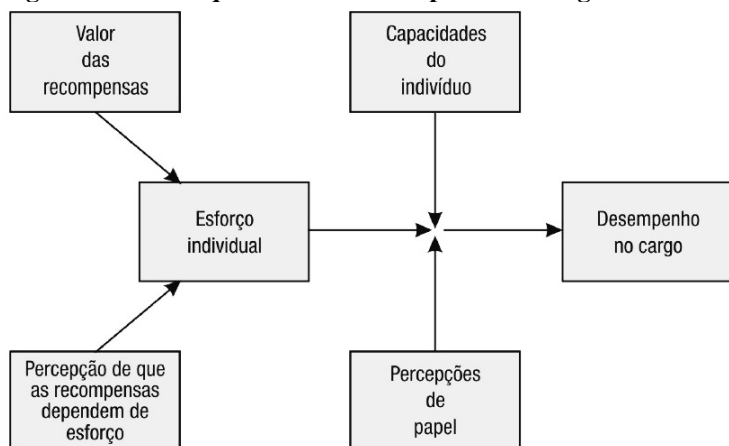 Valor
das
recompensas
Capacidades
do
indivíduo
Esforço
individual
Desempenho
no cargo
Percepção de que
as recompensas
dependem de
esforço
Percepções
de
papel